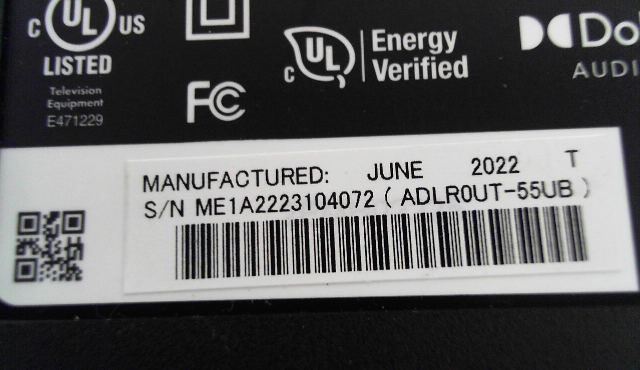 C UL US
LISTED
Television
Equipment
E471229
FC
C UL Energy
Verified
Do
AUDI
MANUFACTURED: JUNE 2022 T
S/N ME1A2223104072 ( ADLR0UT-55UB )